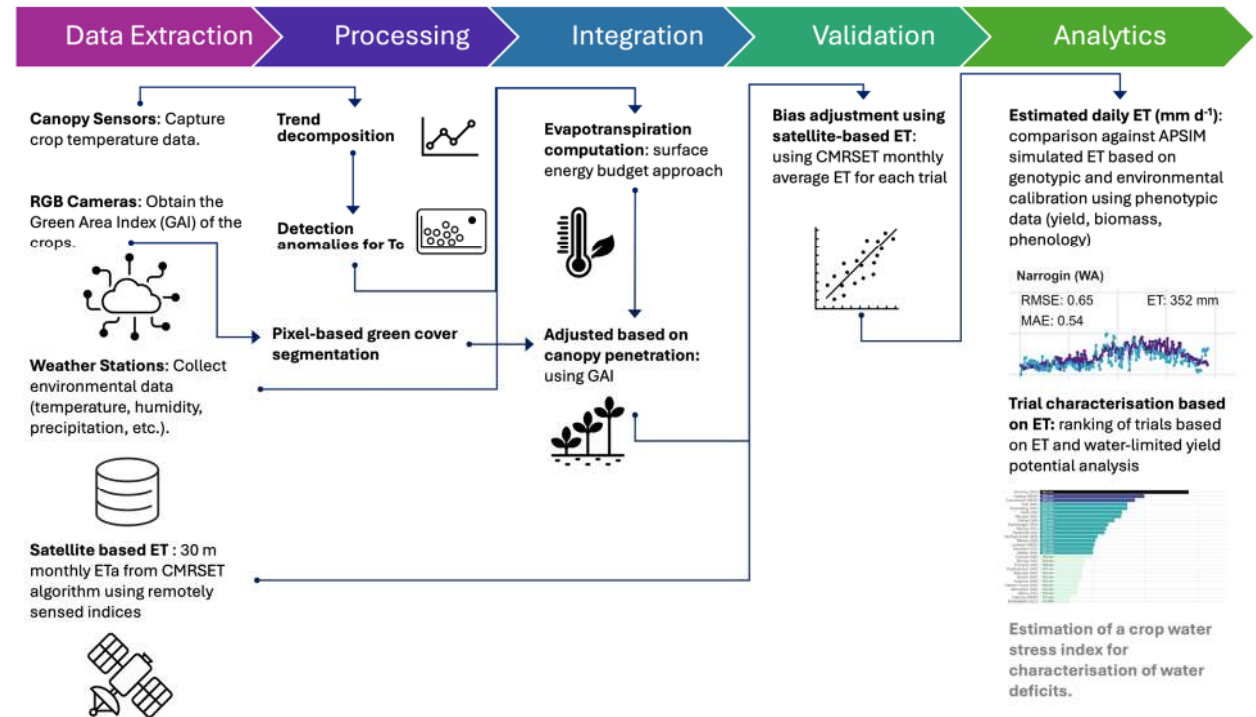 Data Extraction
Processing
Integration
Validation
Analytics
Canopy Sensors: Capture
crop temperature data.
RGB Cameras: Obtain the
Green Area Index (GAI) of the
crops.
Weather Stations: Collect
environmental data
(temperature, humidity,
precipitation, etc.).
Satellite based ET : 30 m
monthly ETa from CMRSET
algorithm using remotely
sensed indices
Trend
decomposition
Detection
anomalies for Tc
Pixel-based green cover
segmentation
Evapotranspiration
computation: surface
energy budget approach
Adjusted based on
canopy penetration:
using GAI
Bias adjustment using
satellite-based ET:
using CMRSET monthly
average ET for each trial
Estimated daily ET (mm d⁻¹):
comparison against APSIM
simulated ET based on
genotypic and environmental
calibration using phenotypic
data (yield, biomass,
phenology)
Narrogin (WA)
RMSE: 0.65 ET: 352 mm
MAE: 0.54
Trial characterisation based
on ET: ranking of trials based
on ET and water-limited yield
potential analysis
Estimation of a crop water
stress index for
characterisation of water
deficits.